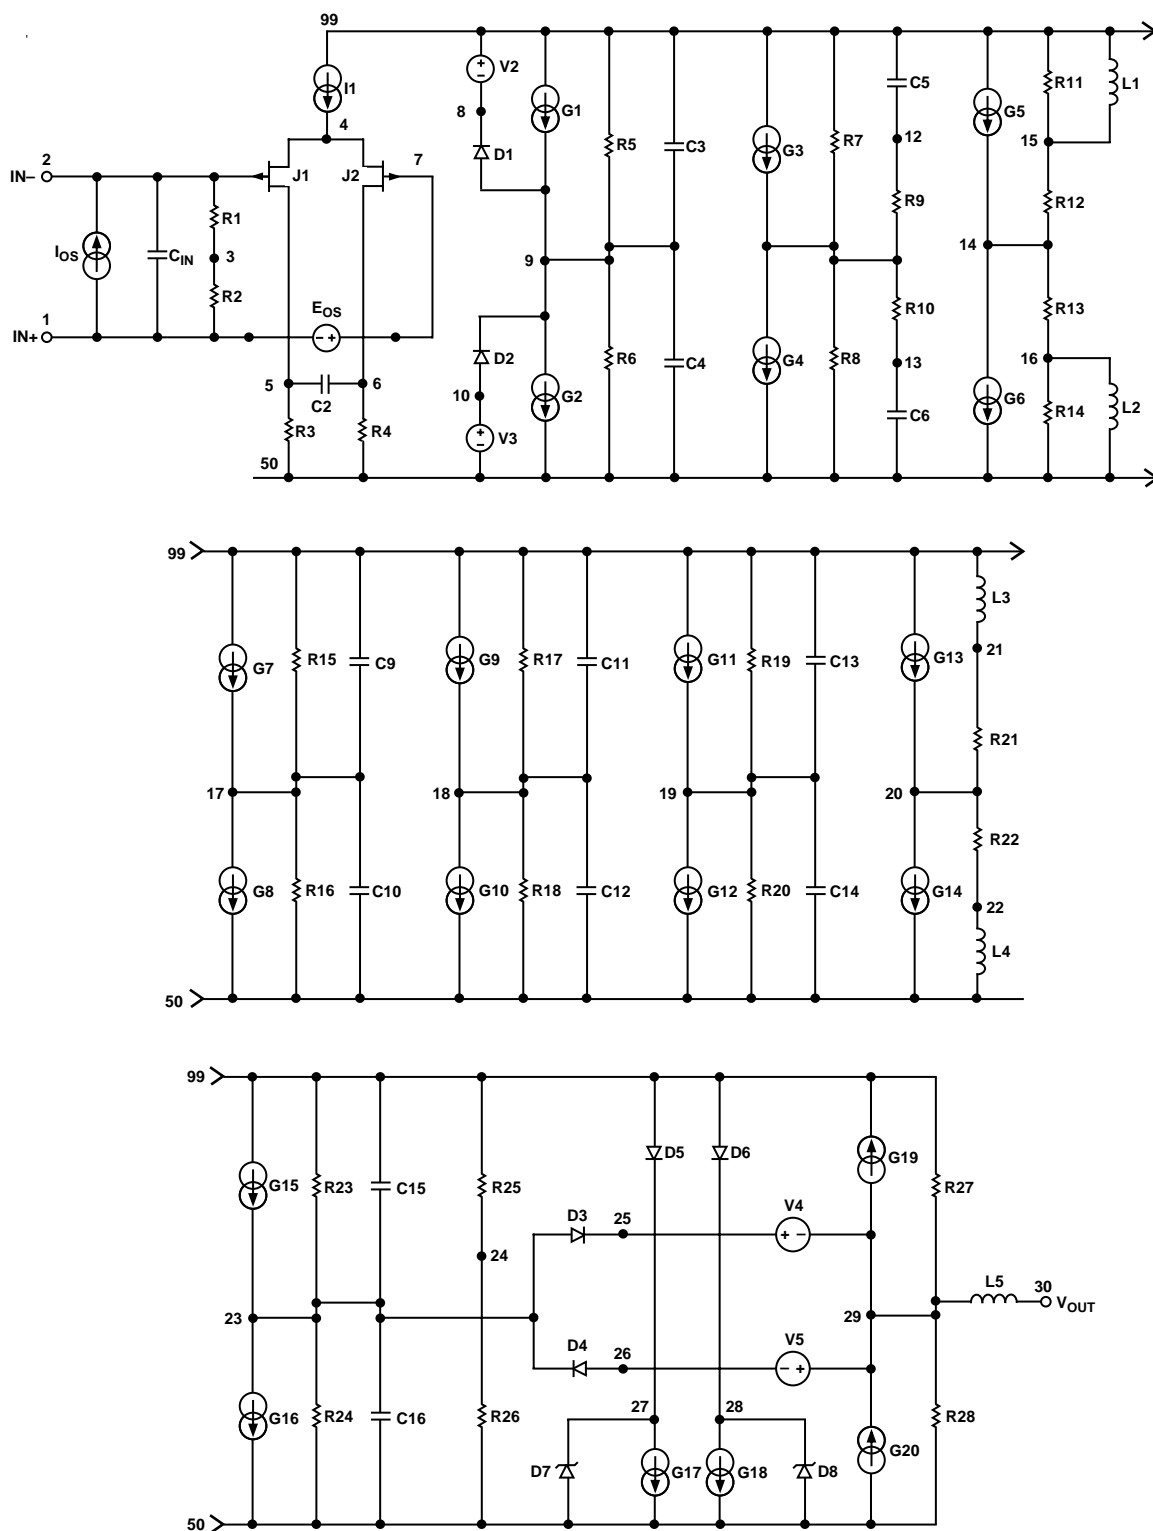 99
V2
I1
G1
C5
R11
L1
8
4
G5
2
IN–
7
D1
R5
C3
G3
R7
12
15
J1
J2
R1
R9
R12
I_OS
C_IN
3
9
14
R2
E_OS
R10
R13
1
IN+
D2
R6
C4
G4
R8
13
16
5
6
10
G2
G6
R14
L2
C2
C6
R3
R4
V3
50
99
L3
21
G7
R15
C9
G9
R17
C11
G11
R19
C13
G13
R21
17
18
19
20
R22
G8
R16
C10
G10
R18
C12
G12
R20
C14
G14
22
L4
50
99
D5
D6
G19
G15
R23
C15
R25
R27
D3
25
V4
24
L5
30
V_OUT
23
29
D4
26
V5
27
28
G16
R24
C16
R26
R28
D7
G17
G18
D8
G20
50